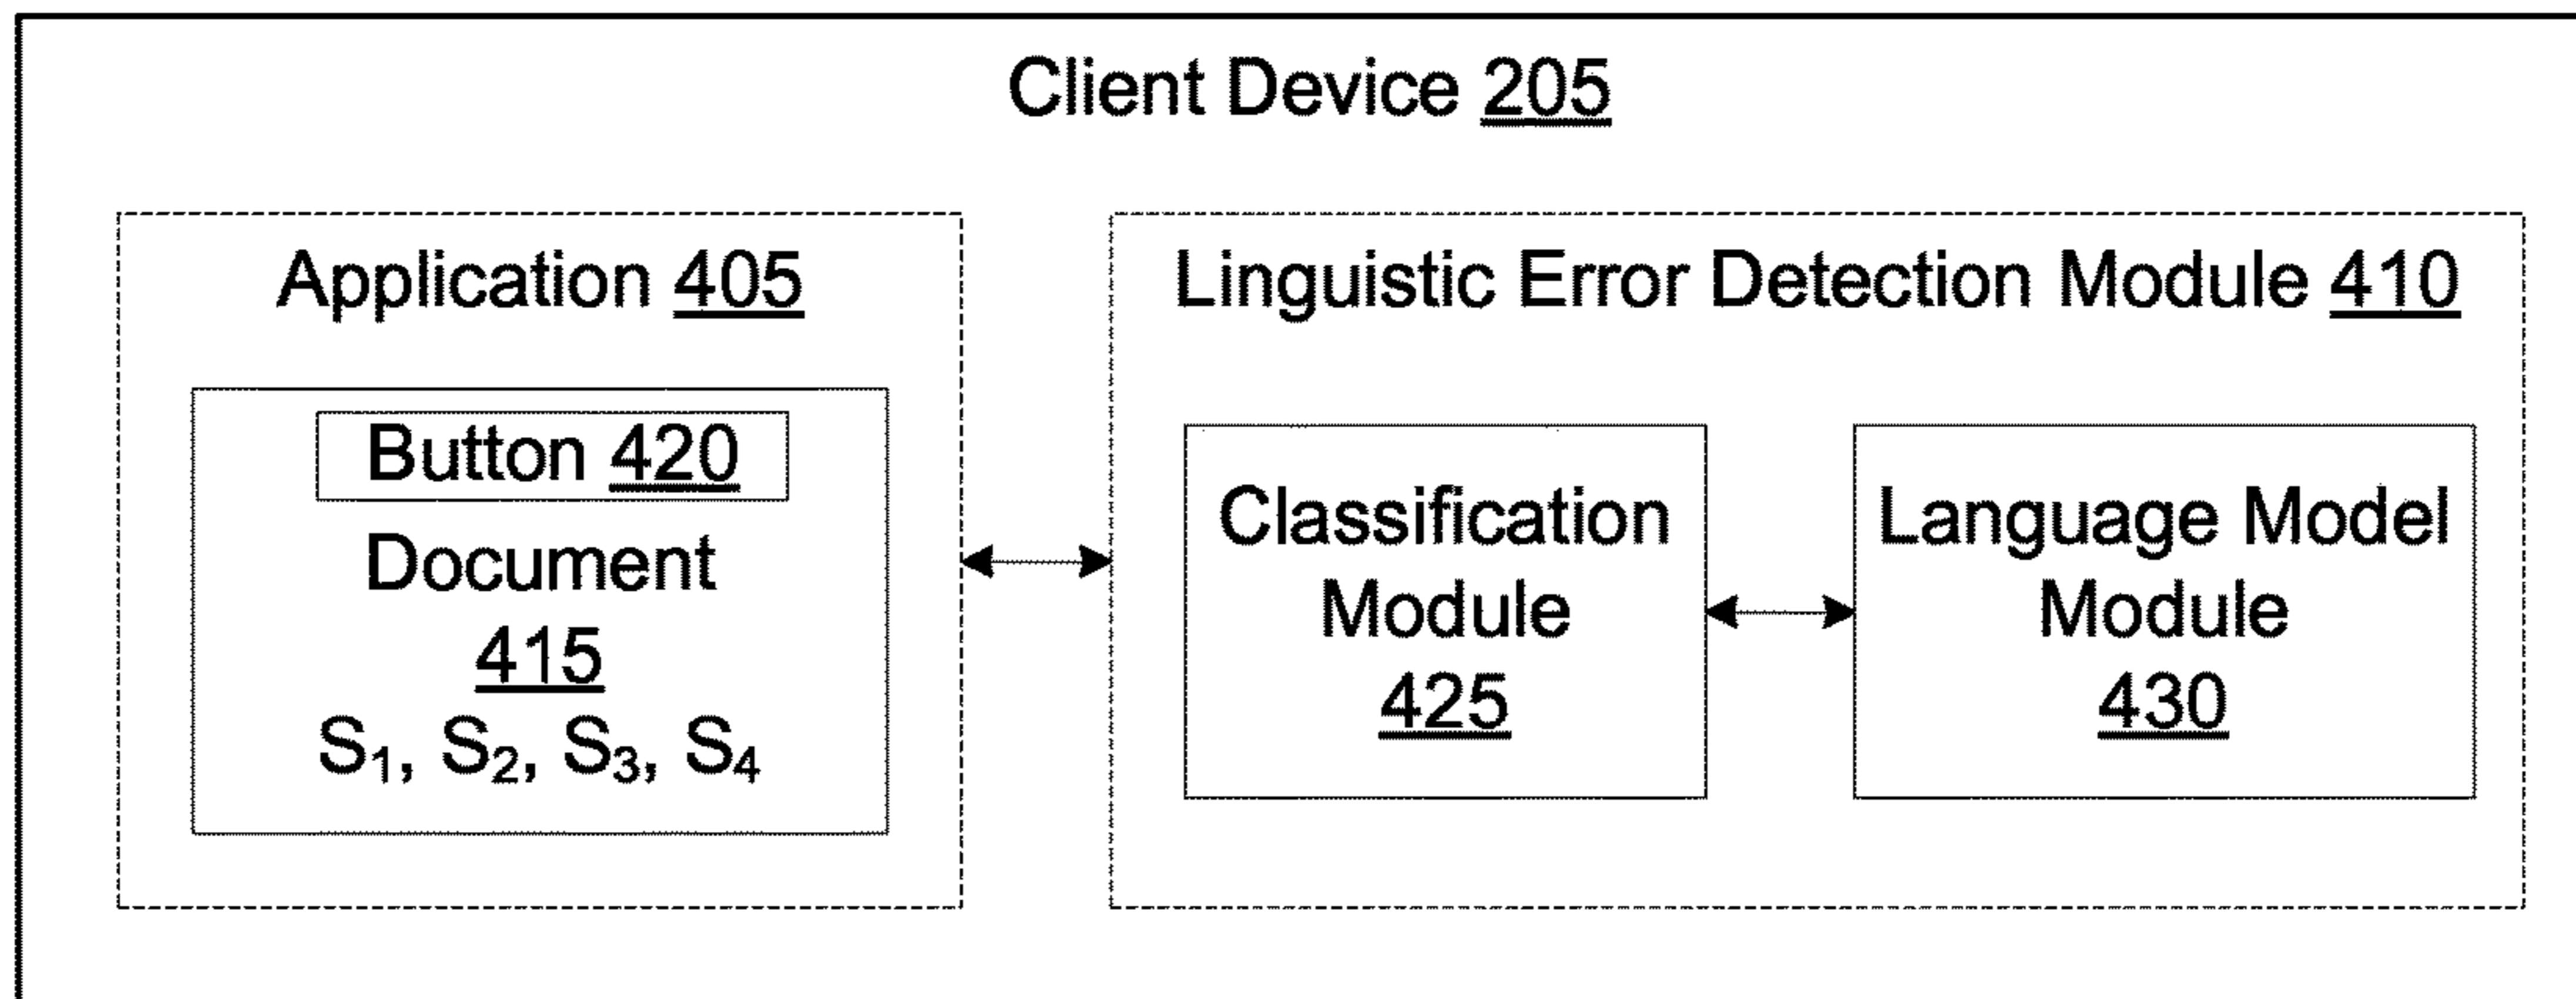 Client Device 205
Application 405
Button 420
Document
415
S₁, S₂, S₃, S₄
Linguistic Error Detection Module 410
Classification
Module
425
Language Model
Module
430